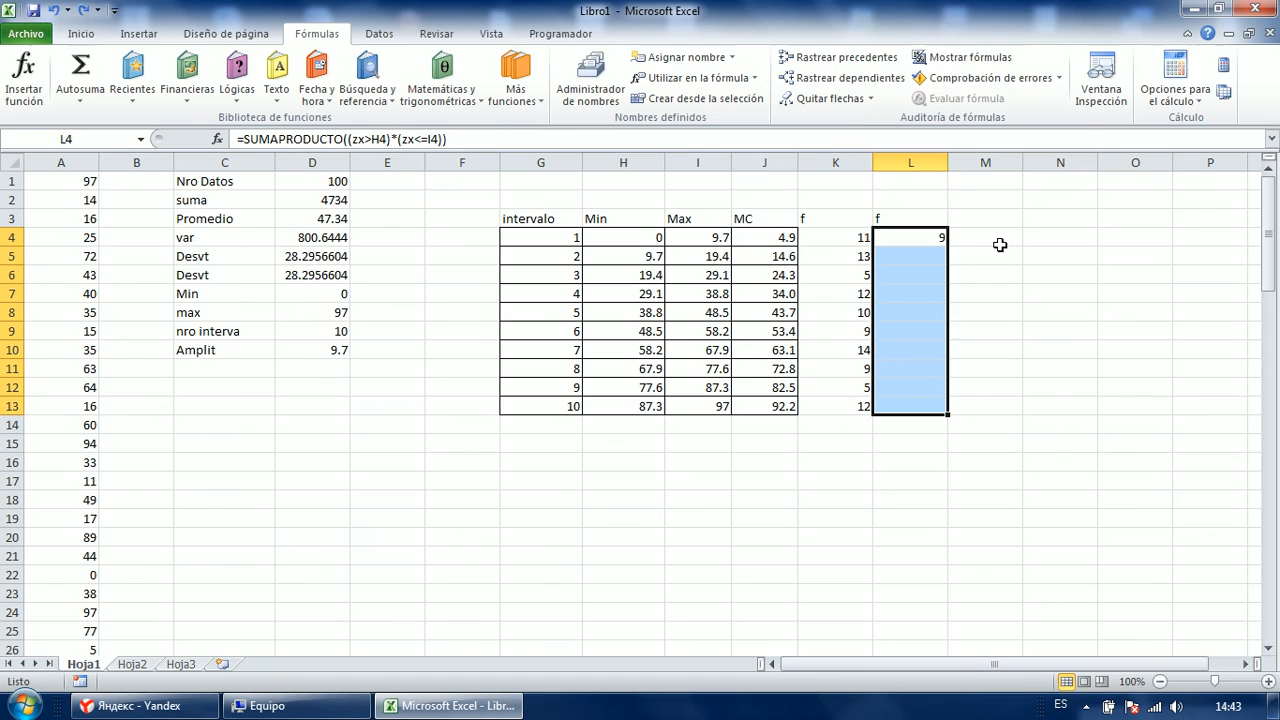 Libro1 - Microsoft Excel
Archivo Inicio Insertar Diseño de página Fórmulas Datos Revisar Vista Programador
fx Σ ? A θ
Insertar función
Autosuma
Recientes
Financieras
Lógicas
Texto
Fecha y hora
Búsqueda y referencia
Matemáticas y trigonométricas
Más funciones
Biblioteca de funciones
Administrador de nombres
Asignar nombre
Utilizar en la fórmula
Crear desde la selección
Nombres definidos
Rastrear precedentes
Rastrear dependient
Quitar flechas
Mostrar fórmulas
Comprobación de errores
Evaluar fórmula
Auditoría de fórmulas
Ventana Inspección
Opciones para el cálculo
Cálculo
L4 fx =SUMAPRODUCTO((zx>H4)*(zx<=I4))
A B C D E F G H I J K L M N O P
1 97 Nro Datos 100
2 14 suma 4734
3 16 Promedio 47.34 intervalo Min Max MC f f
4 25 var 800.6444 1 0 9.7 4.9 11 9
5 72 Desvt 28.2956604 2 9.7 19.4 14.6 13
6 43 Desvt 28.2956604 3 19.4 29.1 24.3 5
7 40 Min 0 4 29.1 38.8 34.0 12
8 35 max 97 5 38.8 48.5 43.7 10
9 15 nro interva 10 6 48.5 58.2 53.4 9
10 35 Amplit 9.7 7 58.2 67.9 63.1 14
11 63 8 67.9 77.6 72.8 9
12 64 9 77.6 87.3 82.5 5
13 16 10 87.3 97 92.2 12
14 60
15 94
16 33
17 11
18 49
19 17
20 89
21 44
22 0
23 38
24 97
25 77
26 5
Hoja1 Hoja2 Hoja3
Listo 100%
Яндекс - Yandex Equipo Microsoft Excel - Libr... ES 14:43